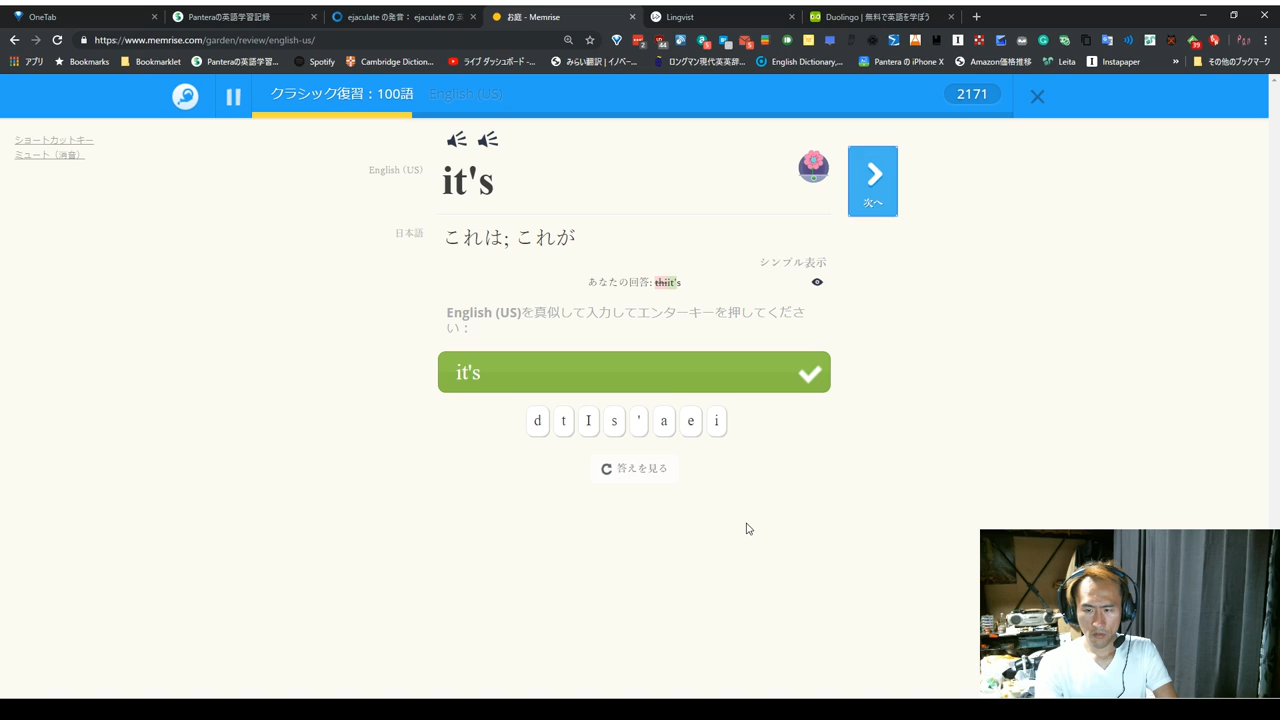 OneTab
Panteraの英語学習記録
ejaculate の発音： ejaculate の 英
お庭 - Memrise
Lingvist
Duolingo | 無料で英語を学ぼう
https://www.memrise.com/garden/review/english-us/
アプリ
Bookmarks
Bookmarklet
Panteraの英語学習...
Spotify
Cambridge Diction...
ライブ ダッシュボード -...
みらい翻訳 | イノベー...
ロングマン現代英英辞...
English Dictionary,...
Pantera の iPhone X
Amazon価格推移
Leita
Instapaper
»
その他のブックマーク
クラシック復習：100語
English (US)
2171
ショートカットキー
ミュート（消音）
English (US)
it's
次へ
日本語
これは; これが
シンプル表示
あなたの回答: thiit's
English (US)を真似して入力してエンターキーを押してくださ
い：
it's
d t I s ' a e i
答えを見る